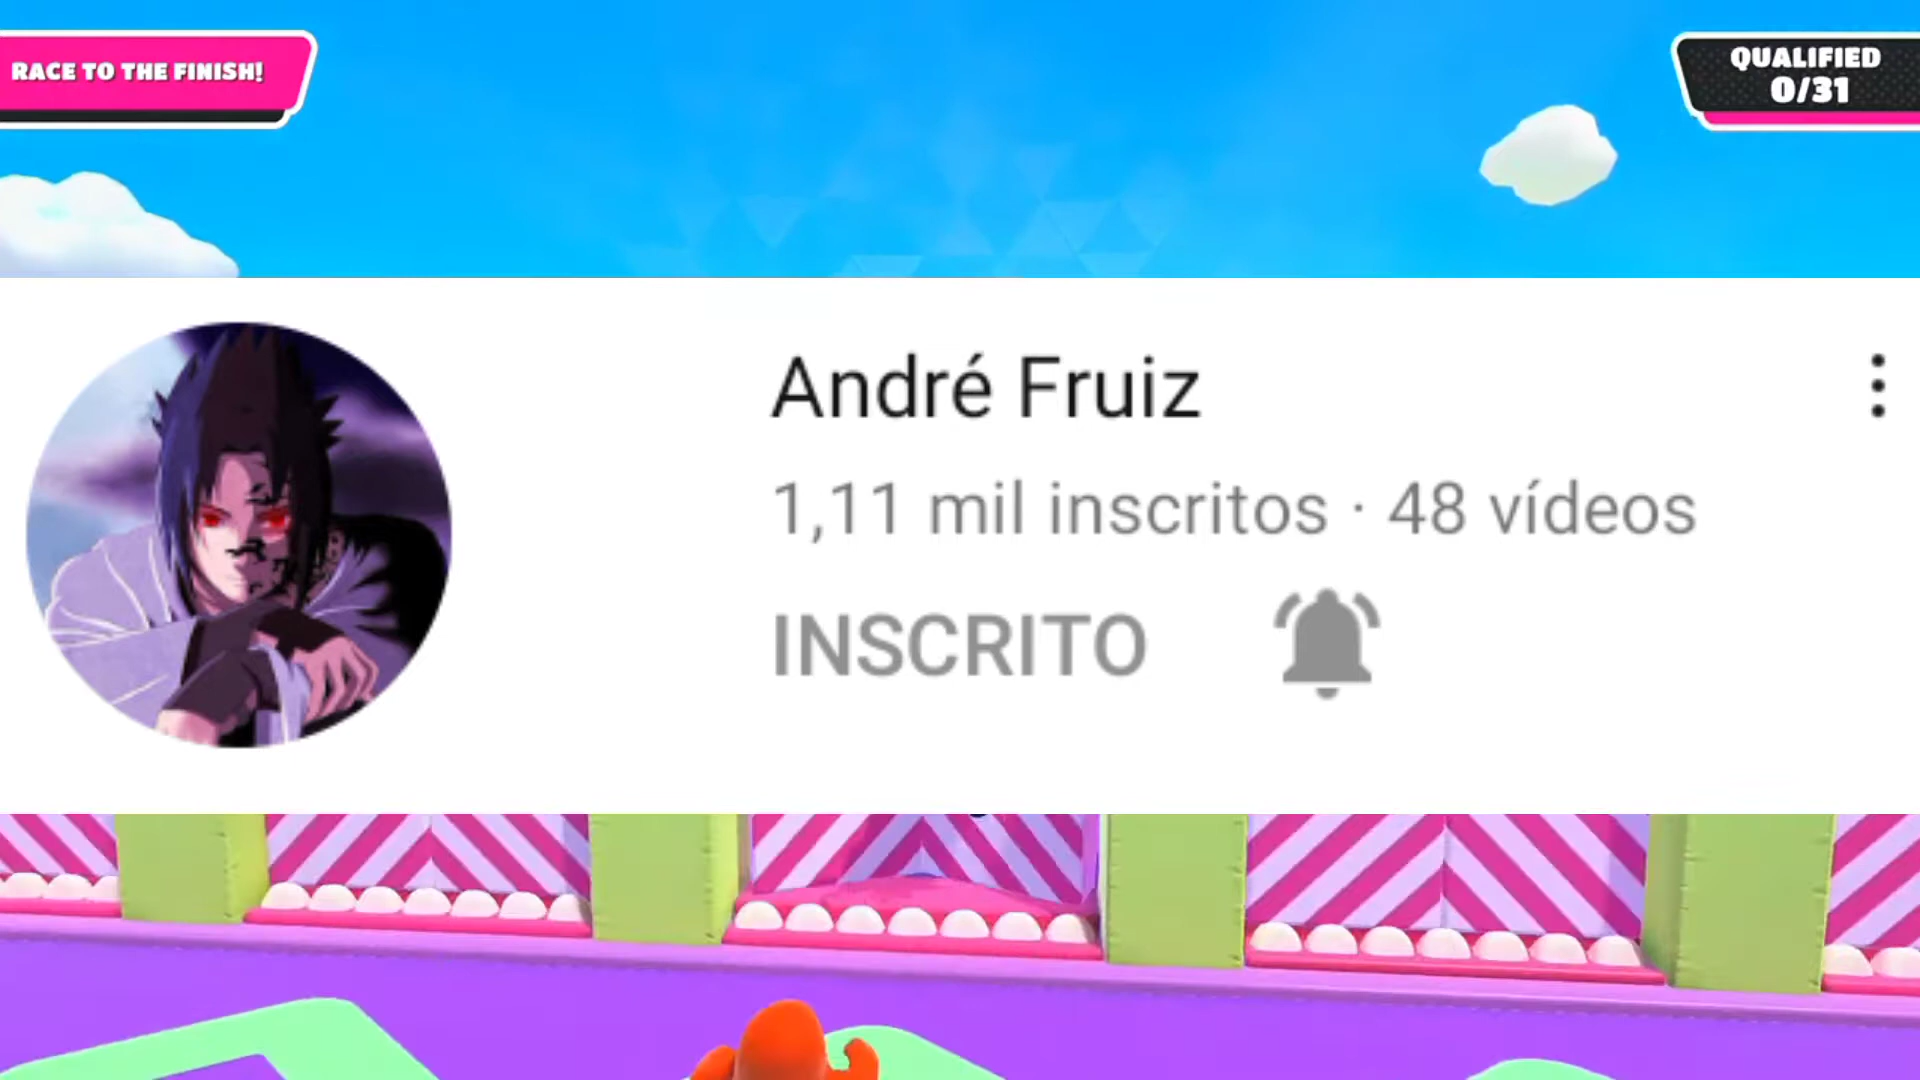 RACE TO THE FINISH!
QUALIFIED
0/31
André Fruiz
1,11 mil inscritos · 48 vídeos
INSCRITO